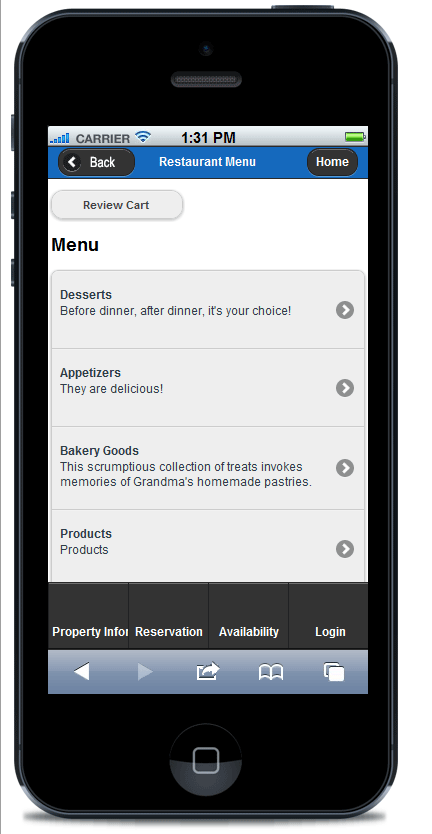 CARRIER 1:31 PM
Back Restaurant Menu Home
Review Cart
Menu
Desserts
Before dinner, after dinner, it's your choice!
Appetizers
They are delicious!
Bakery Goods
This scrumptious collection of treats invokes
memories of Grandma's homemade pastries.
Products
Products
Property Infor Reservation Availability Login